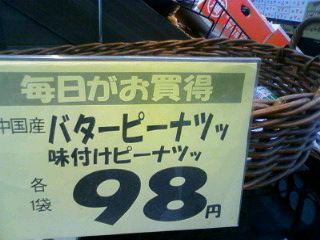 毎日がお買得
中国産 バターピーナツッ
味付けピーナツッ
各1袋 98円